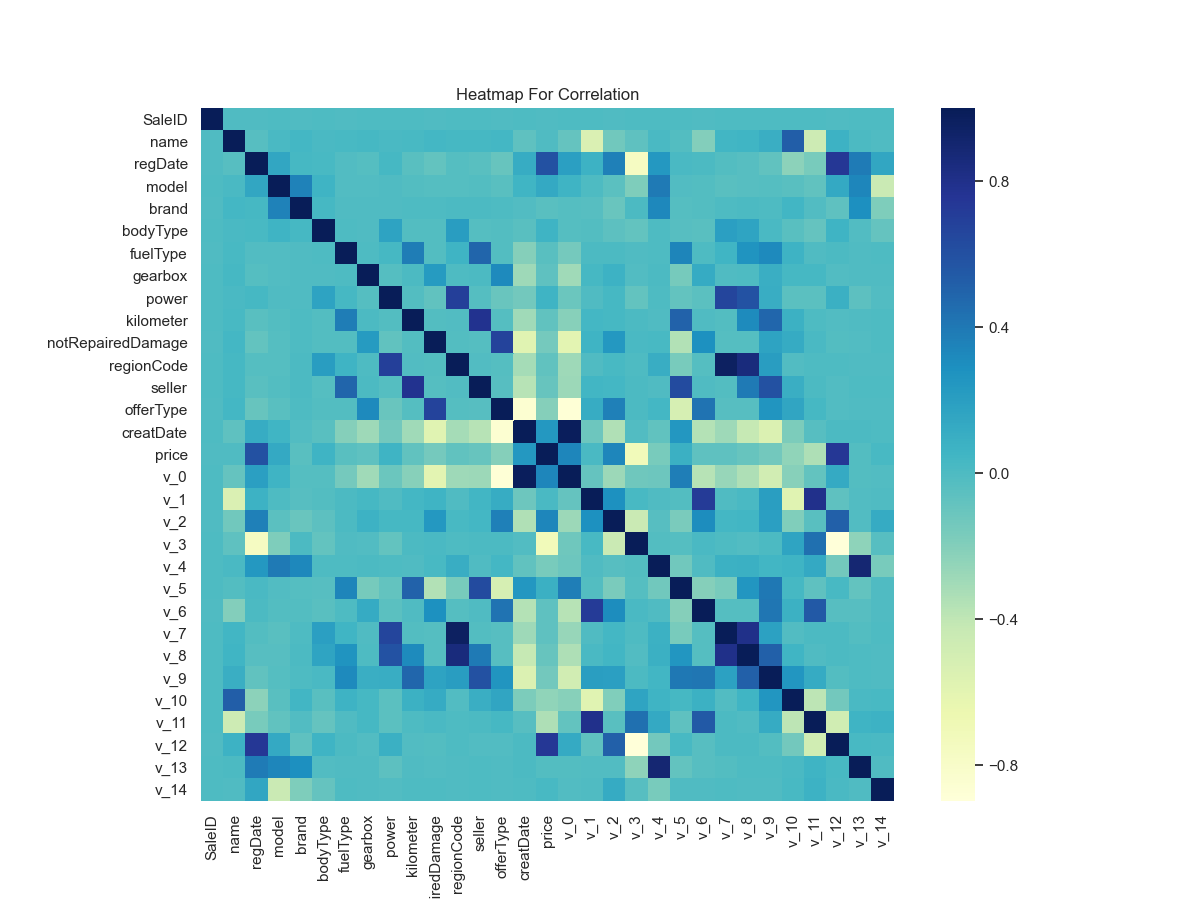 Heatmap For Correlation
SaleID
name
regDate
model
brand
bodyType
fuelType
gearbox
power
kilometer
notRepairedDamage
regionCode
seller
offerType
creatDate
price
v_0
v_1
v_2
v_3
v_4
v_5
v_6
v_7
v_8
v_9
v_10
v_11
v_12
v_13
v_14
SaleID
name
regDate
model
brand
bodyType
fuelType
gearbox
power
kilometer
iredDamage
regionCode
seller
offerType
creatDate
price
v_0
v_1
v_2
v_3
v_4
v_5
v_6
v_7
v_8
v_9
v_10
v_11
v_12
v_13
v_14
0.8
0.4
0.0
−0.4
−0.8